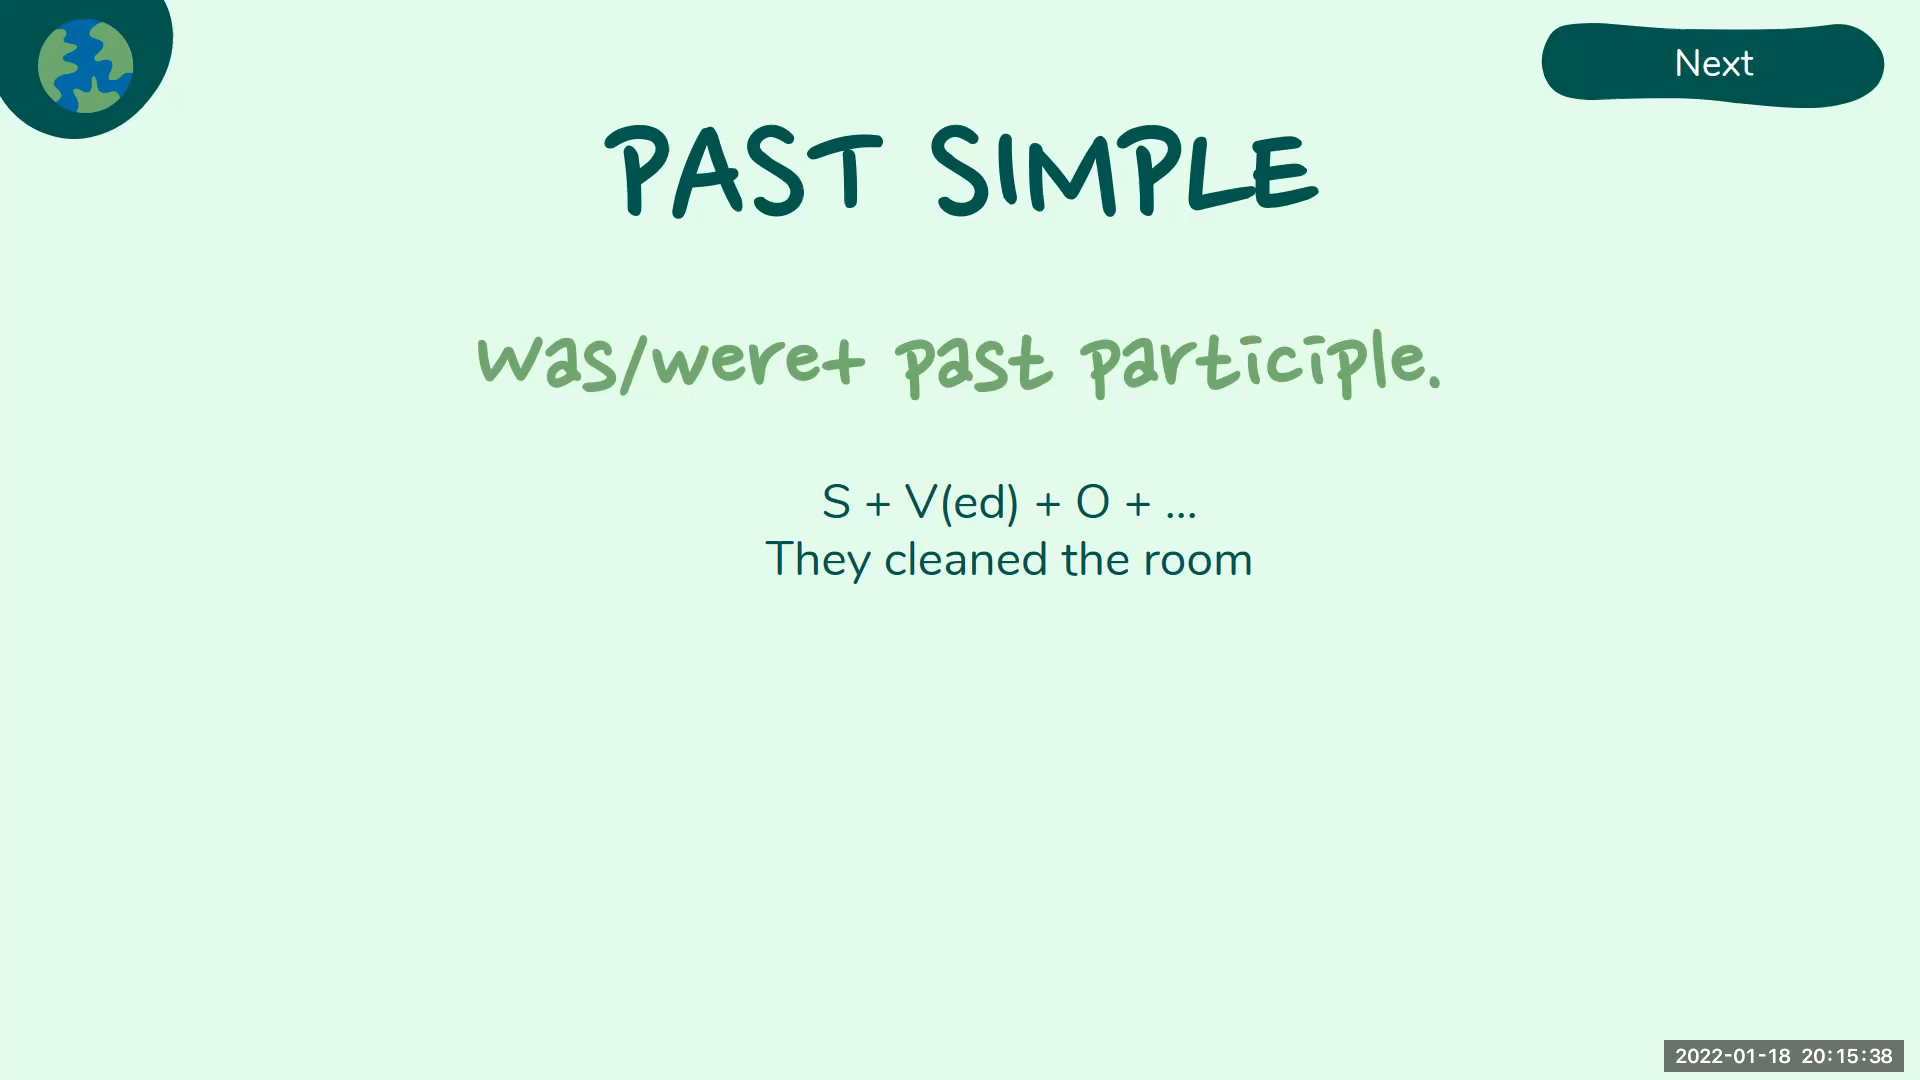 Next
PAST SIMPLE
was/were+ past participle.
S + V(ed) + O + ...
They cleaned the room
2022-01-18 20:15:38